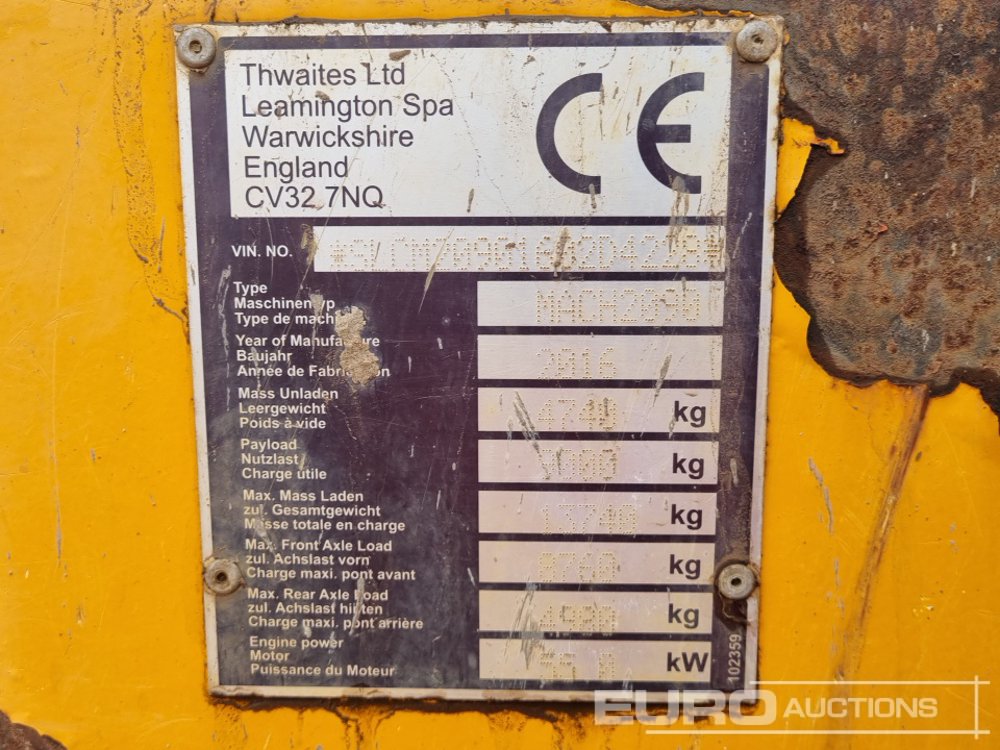 Thwaites Ltd
Leamington Spa
Warwickshire
England
CV32 7NQ
CE
VIN. NO.
Type
MACH2090
Maschinentyp
Type de machine
Year of Manufacture
2016
Baujahr
Année de Fabrication
Mass Unladen
Leergewicht
4740 kg
Poids à vide
Payload
Nutzlast
kg
Charge utile
Max. Mass Laden
zul. Gesamtgewicht
13740 kg
Masse totale en charge
Max. Front Axle Load
zul. Achslast vorn
8760 kg
Charge maxi. pont avant
Max. Rear Axle Load
zul. Achslast hinten
4980 kg
Charge maxi. pont arrière
Engine power
Motor
kW
Puissance du Moteur
102359
EURO AUCTIONS